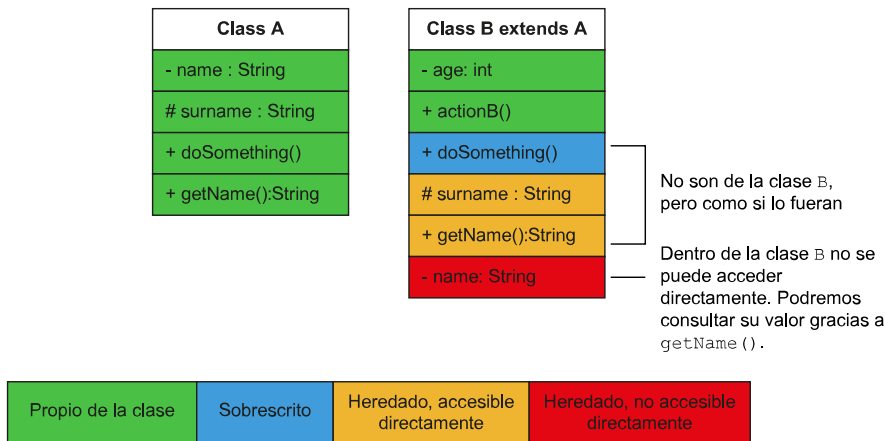 Class A
- name : String
# surname : String
+ doSomething()
+ getName():String
Class B extends A
- age: int
+ actionB()
+ doSomething()
# surname : String
+ getName():String
- name: String
No son de la clase B,
pero como si lo fueran
Dentro de la clase B no se
puede acceder
directamente. Podremos
consultar su valor gracias a
getName().
Propio de la clase
Sobrescrito
Heredado, accesible
directamente
Heredado, no accesible
directamente